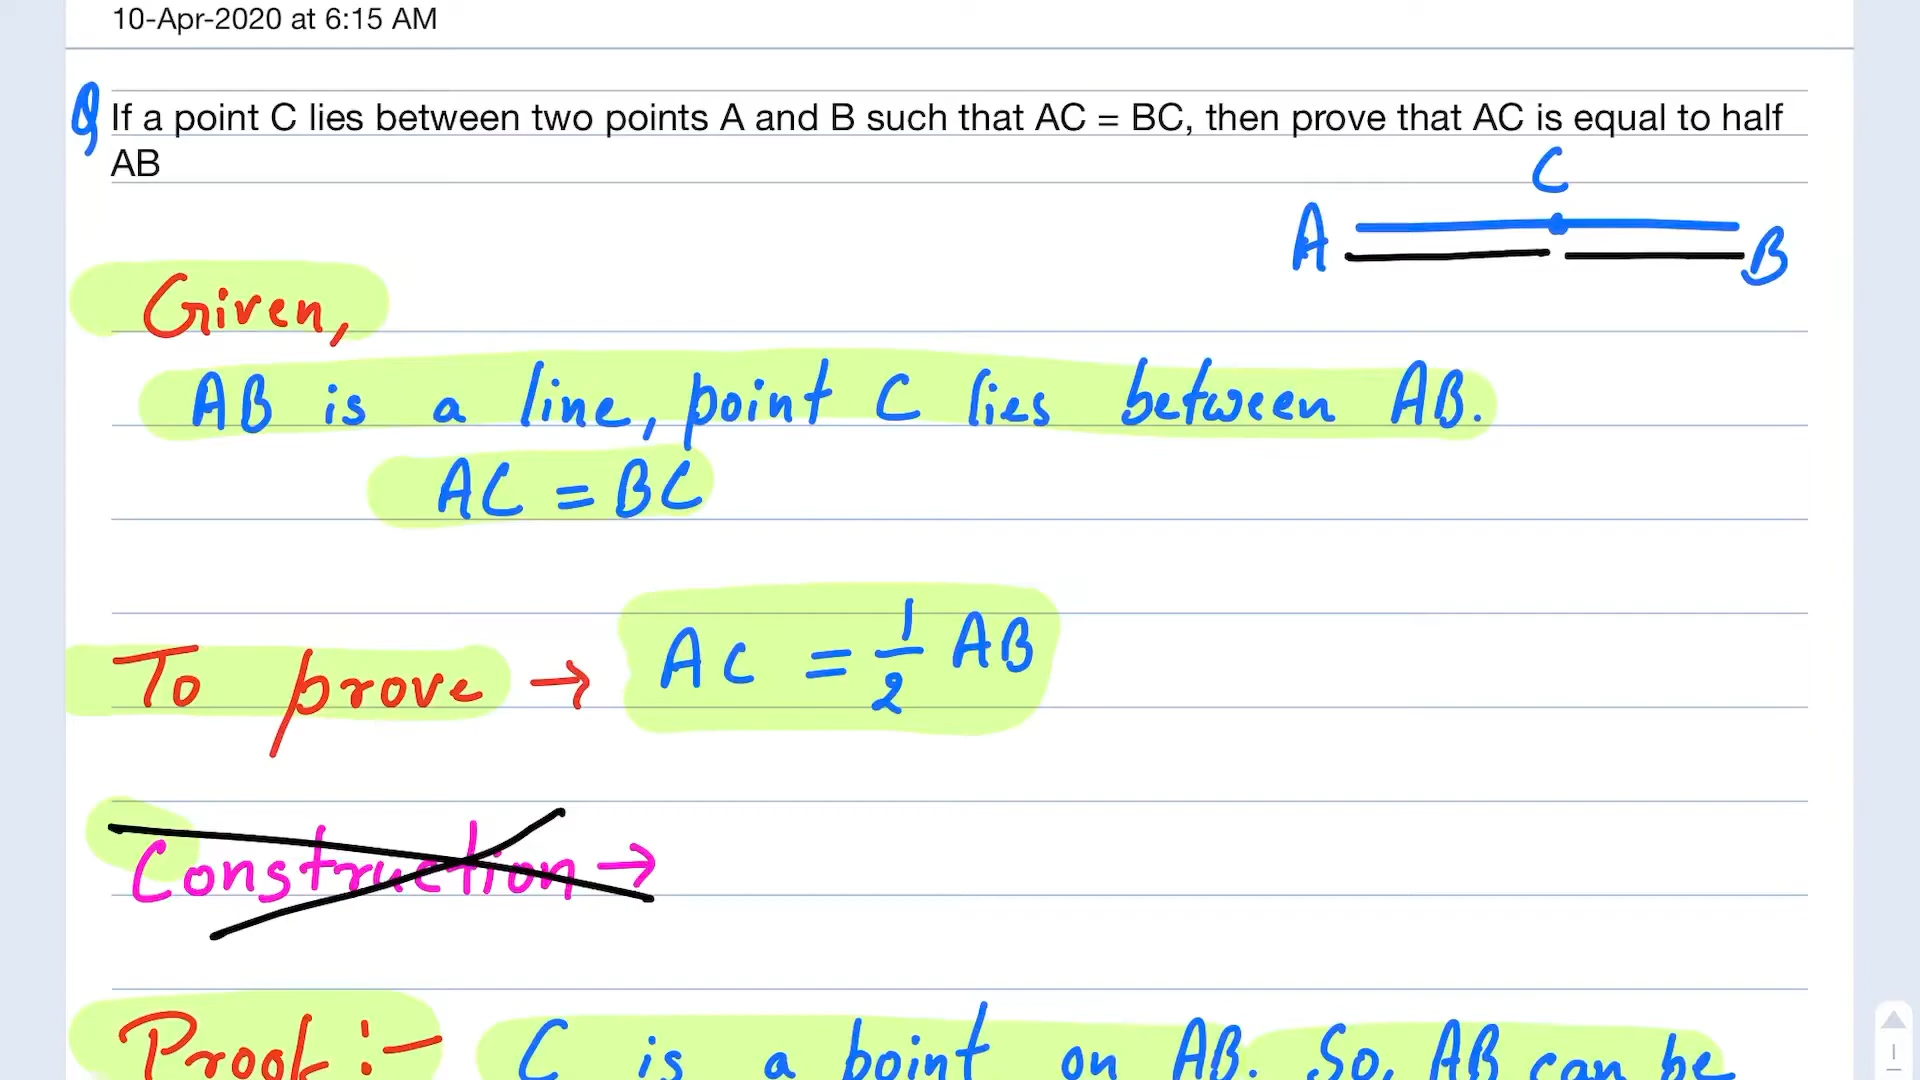 10-Apr-2020 at 6:15 AM
Q If a point C lies between two points A and B such that AC = BC, then prove that AC is equal to half
AB
C
A B
Given,
AB is a line, point C lies between AB.
AC = BC
To prove → AC = 1/2 AB
Construction →
Proof :- C is a point on AB. So, AB can be